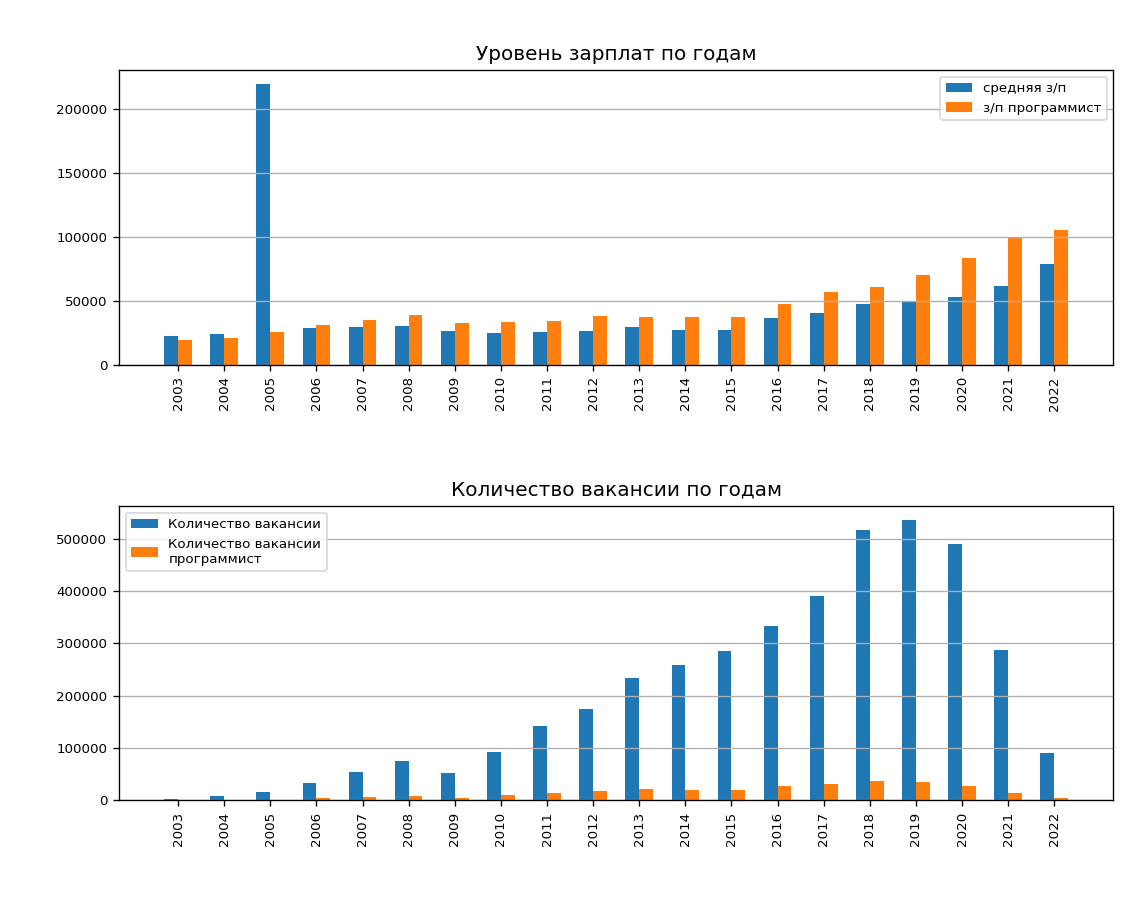 Уровень зарплат по годам
средняя з/п
з/п программист
200000
150000
100000
50000
0
2003 2004 2005 2006 2007 2008 2009 2010 2011 2012 2013 2014 2015 2016 2017 2018 2019 2020 2021 2022
Количество вакансии по годам
Количество вакансии
Количество вакансии
программист
500000
400000
300000
200000
100000
0
2003 2004 2005 2006 2007 2008 2009 2010 2011 2012 2013 2014 2015 2016 2017 2018 2019 2020 2021 2022